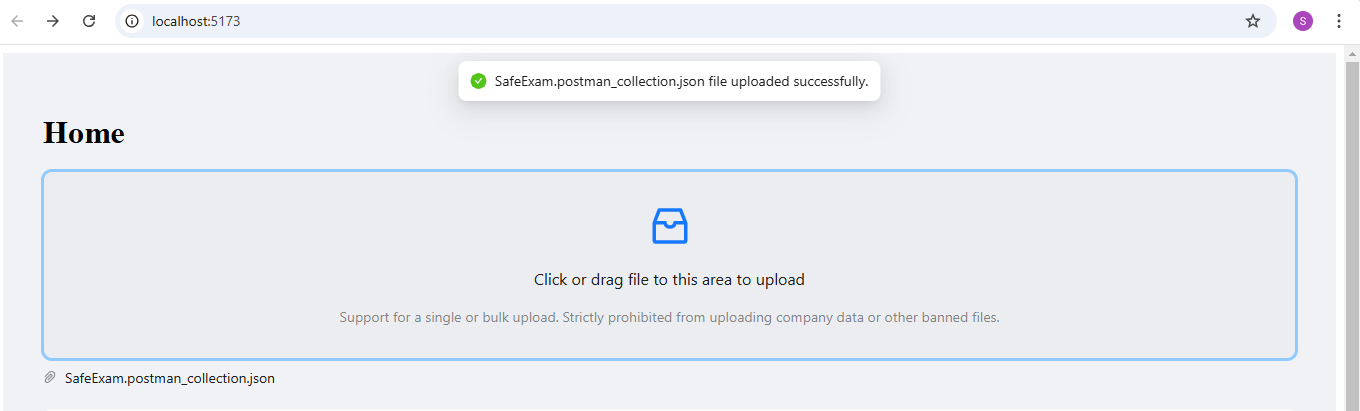 localhost:5173
S
SafeExam.postman_collection.json file uploaded successfully.
Home
Click or drag file to this area to upload
Support for a single or bulk upload. Strictly prohibited from uploading company data or other banned files.
SafeExam.postman_collection.json